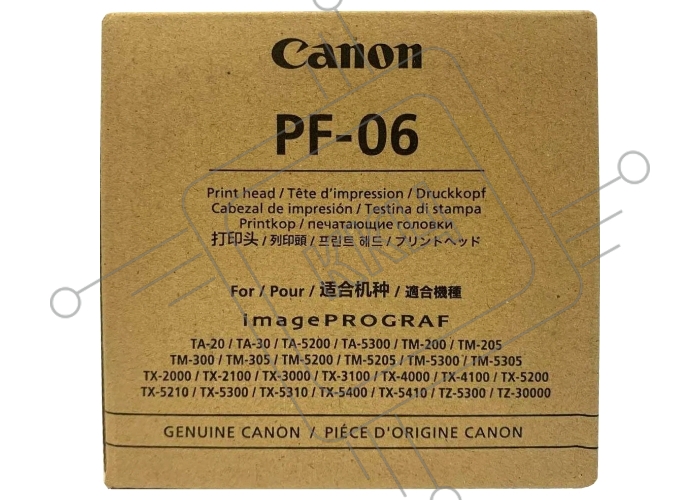 Canon
PF-06
Print head / Tête d'impression / Druckkopf
Cabezal de impresión / Testina di stampa
Printkop / печатающие головки
打印头 / 列印頭 / 프린트 헤드 / プリントヘッド
For / Pour / 适合机种 / 適合機種
imagePROGRAF
TA-20 / TA-30 / TA-5200 / TA-5300 / TM-200 / TM-205
TM-300 / TM-305 / TM-5200 / TM-5205 / TM-5300 / TM-5305
TX-2000 / TX-2100 / TX-3000 / TX-3100 / TX-4000 / TX-4100 / TX-5200
TX-5210 / TX-5300 / TX-5310 / TX-5400 / TX-5410 / TZ-5300 / TZ-30000
GENUINE CANON / PIÉCE D'ORIGINE CANON